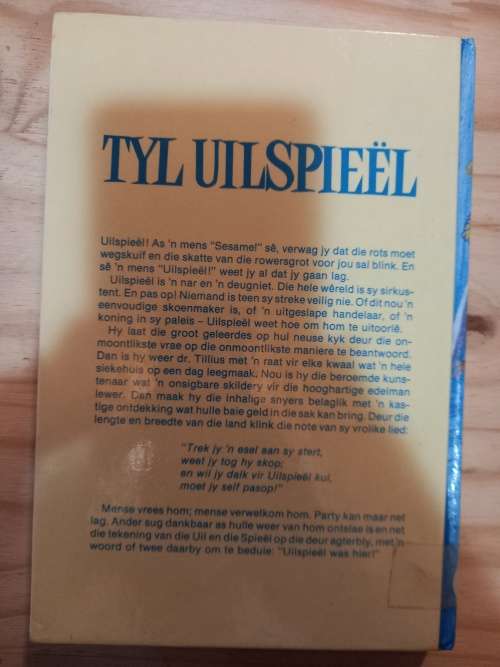 TYL UILSPIEËL
Uilspieël! As 'n mens "Sesame!" sê, verwag jy dat die rots moet
wegskuif en die skatte van die rowersgrot voor jou sal blink. En
sê 'n mens "Uilspieël!" weet jy al dat jy gaan lag.
Uilspieël is 'n nar en 'n deugniet. Die hele wêreld is sy sirkus-
tent. En pas op! Niemand is teen sy streke veilig nie. Of dit nou 'n
eenvoudige skoenmaker is, of 'n uitgeslape handelaar, of 'n
koning in sy paleis – Uilspieël weet hoe om hom te uitoorlê.
Hy laat die groot geleerdes op hul neuse kyk deur die on-
moontlikste vrae op die onmoontlikste maniere te beantwoord.
Dan is hy weer dr. Tillius met 'n raat vir elke kwaal wat 'n hele
siekehuis op een dag leegmaak. Nou is hy die beroemde kuns-
tenaar wat 'n onsigbare skildery vir die hooghartige edelman
lewer. Dan maak hy die inhalige snyers belaglik met 'n kas-
tige ontdekking wat hulle baie geld in die sak kan bring. Deur die
lengte en breedte van die land klink die note van sy vrolike lied:
"Trek jy 'n esel aan sy stert,
weet jy tog hy skop;
en wil jy dalk vir Uilspieël kul,
moet jy self pasop!"
Mense vrees hom; mense verwelkom hom. Party kan maar net
lag. Ander sug dankbaar as hulle weer van hom ontslae is en net
die tekening van die Uil en die Spieël op die deur agterbly, met 'n
woord of twee daarby om te beduie: "Uilspieël was hier!"